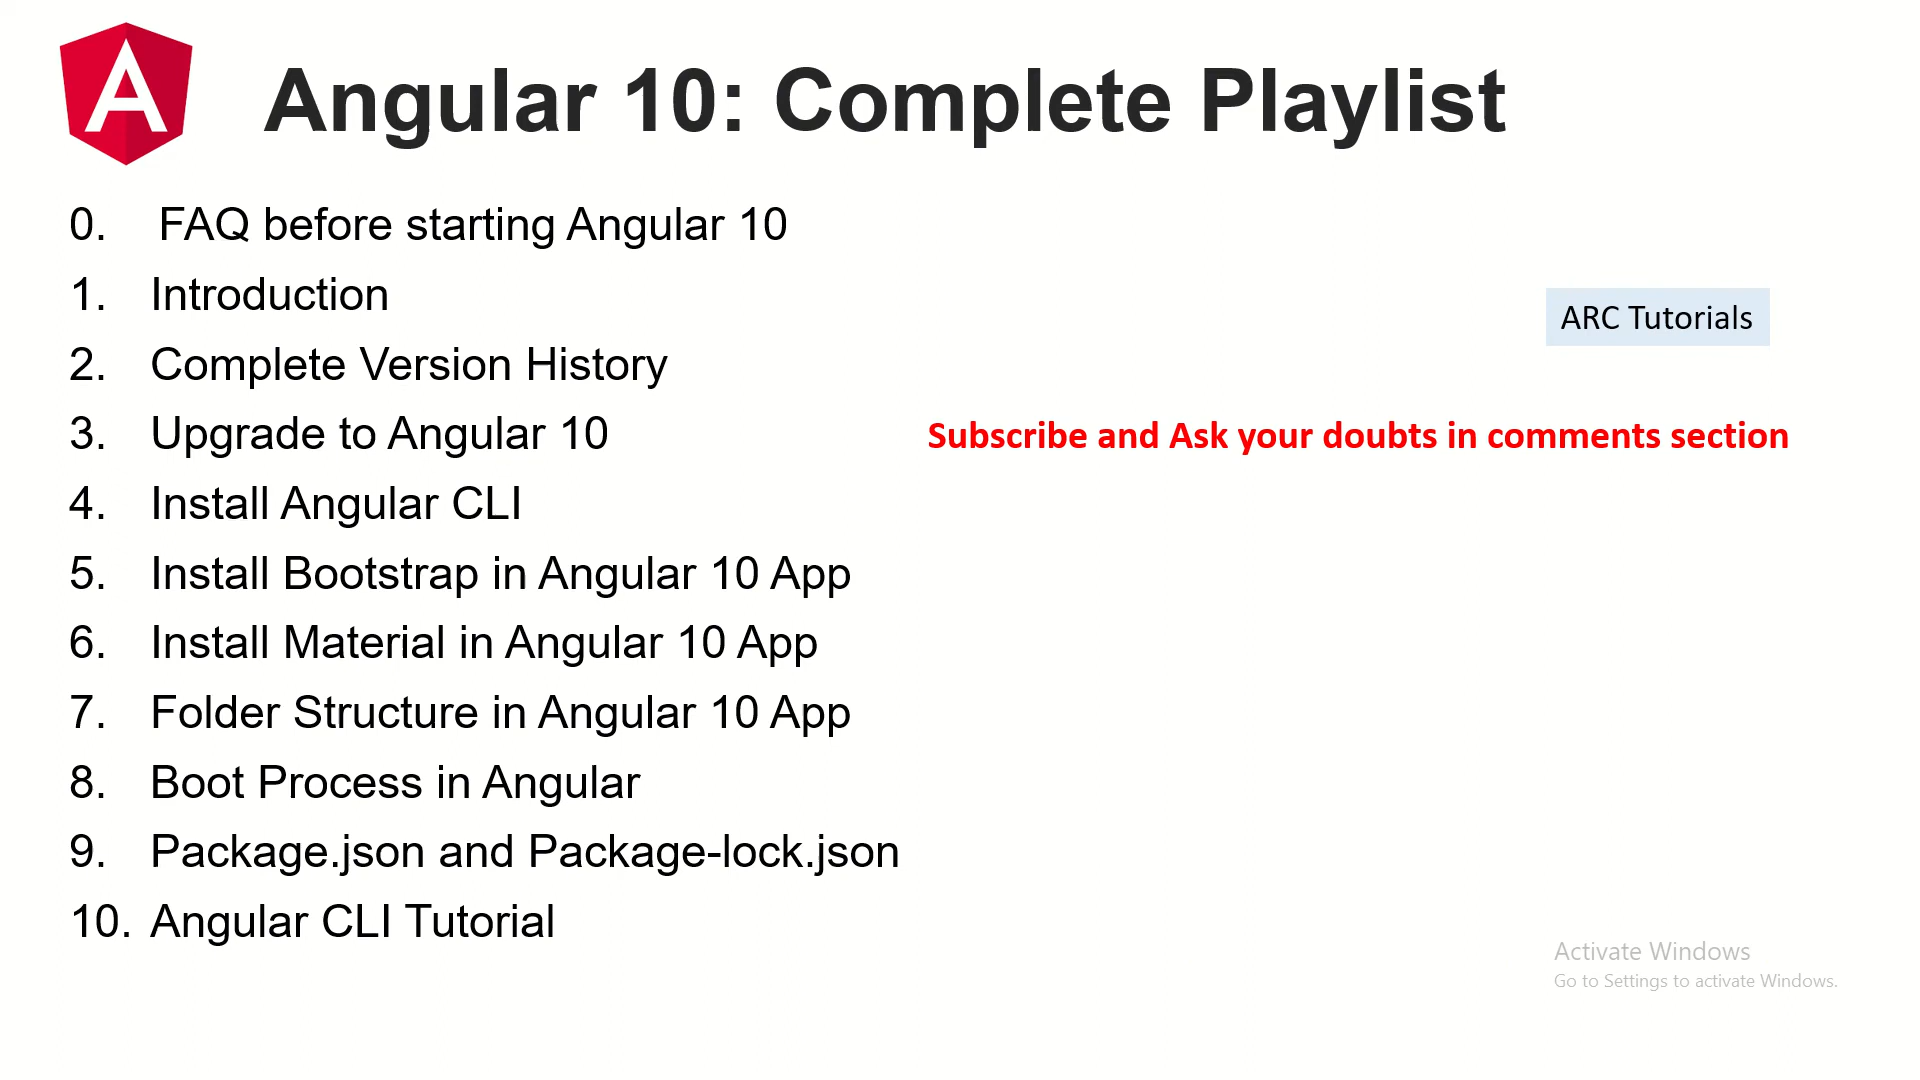 Angular 10: Complete Playlist
0. FAQ before starting Angular 10
1. Introduction
2. Complete Version History
3. Upgrade to Angular 10
4. Install Angular CLI
5. Install Bootstrap in Angular 10 App
6. Install Material in Angular 10 App
7. Folder Structure in Angular 10 App
8. Boot Process in Angular
9. Package.json and Package-lock.json
10. Angular CLI Tutorial
ARC Tutorials
Subscribe and Ask your doubts in comments section
Activate Windows
Go to Settings to activate Windows.